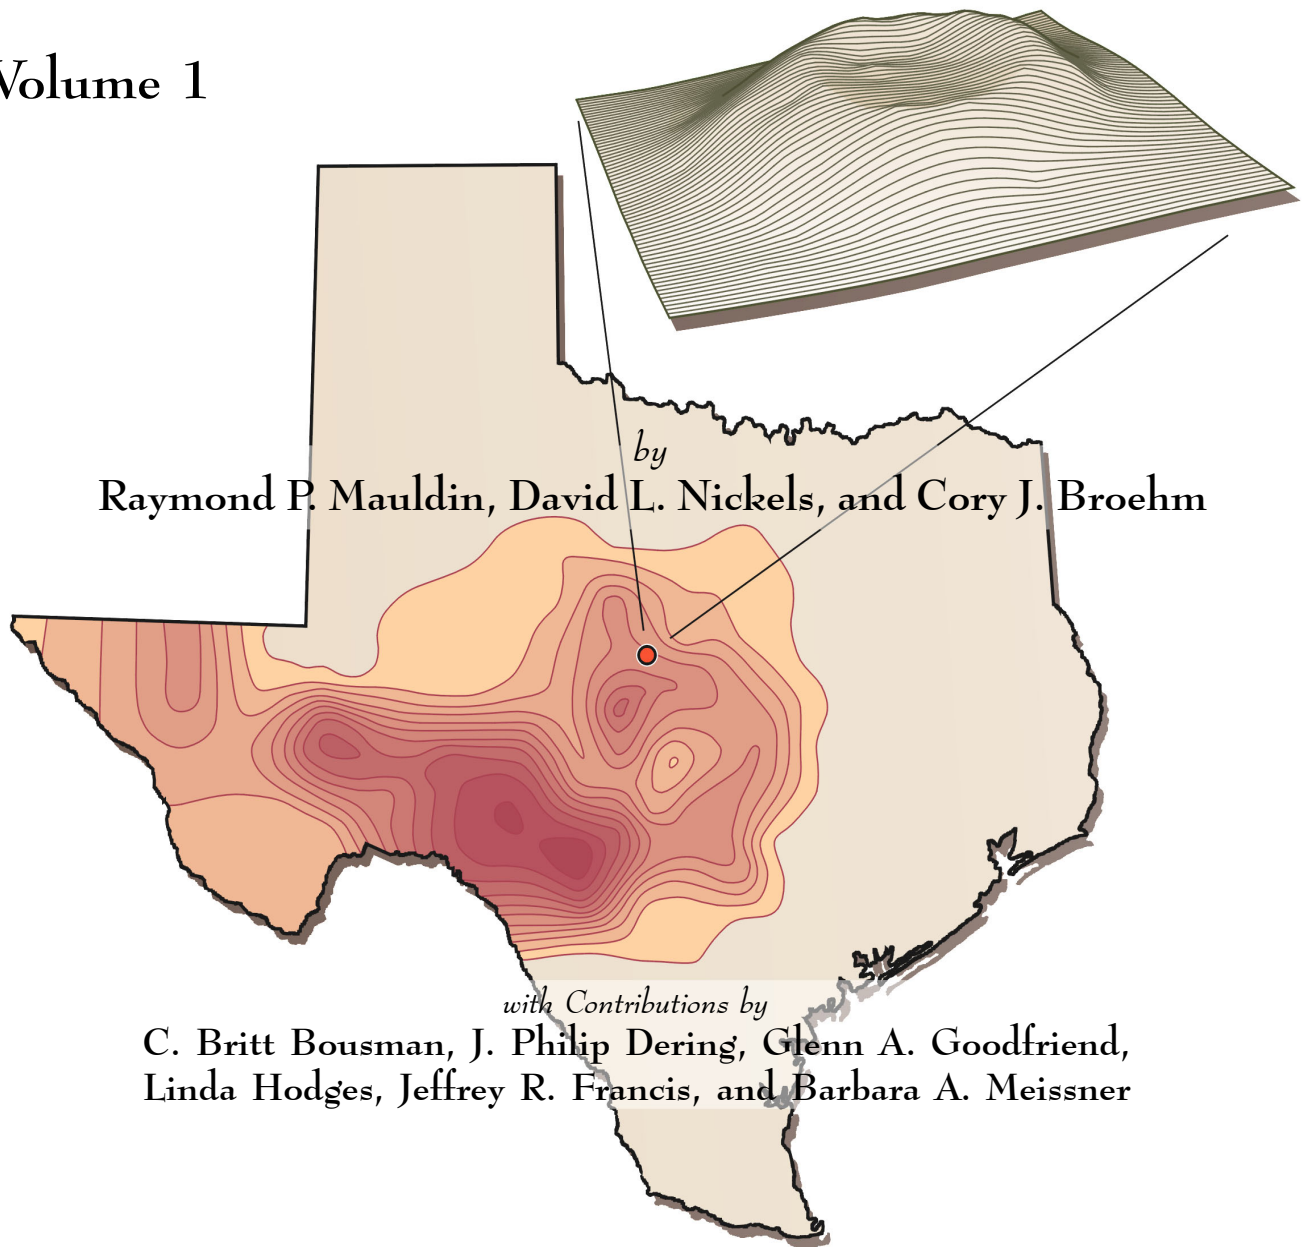 Volume 1
by
Raymond P. Mauldin, David L. Nickels, and Cory J. Broehm
with Contributions by
C. Britt Bousman, J. Philip Dering, Glenn A. Goodfriend,
Linda Hodges, Jeffrey R. Francis, and Barbara A. Meissner